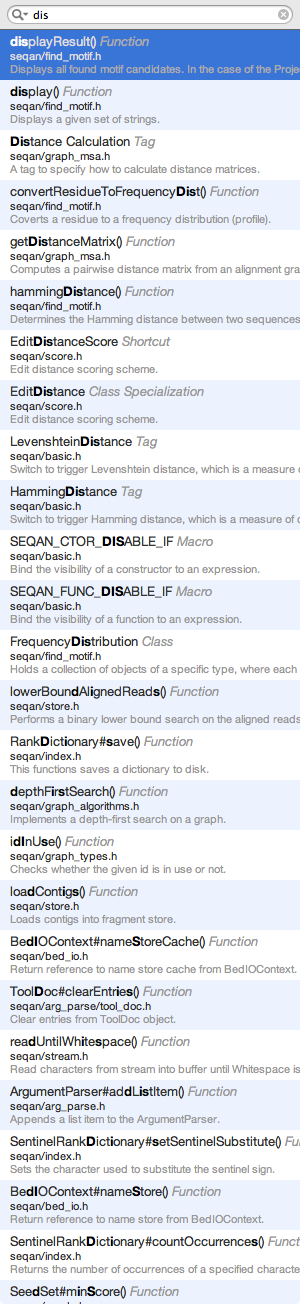 dis
displayResult() Function
seqan/find_motif.h
Displays all found motif candidates. In the case of the Proje
display() Function
seqan/find_motif.h
Displays a given set of strings.
Distance Calculation Tag
seqan/graph_msa.h
A tag to specify how to calculate distance matrices.
convertResidueToFrequencyDist() Function
seqan/find_motif.h
Coverts a residue to a frequency distribution (profile).
getDistanceMatrix() Function
seqan/graph_msa.h
Computes a pairwise distance matrix from an alignment gra
hammingDistance() Function
seqan/find_motif.h
Determines the Hamming distance between two sequences
EditDistanceScore Shortcut
seqan/score.h
Edit distance scoring scheme.
EditDistance Class Specialization
seqan/score.h
Edit distance scoring scheme.
LevenshteinDistance Tag
seqan/basic.h
Switch to trigger Levenshtein distance, which is a measure o
HammingDistance Tag
seqan/basic.h
Switch to trigger Hamming distance, which is a measure of d
SEQAN_CTOR_DISABLE_IF Macro
seqan/basic.h
Bind the visibility of a constructor to an expression.
SEQAN_FUNC_DISABLE_IF Macro
seqan/basic.h
Bind the visibility of a function to an expression.
FrequencyDistribution Class
seqan/find_motif.h
Holds a collection of objects of a specific type, where each
lowerBoundAlignedReads() Function
seqan/store.h
Performs a binary lower bound search on the aligned reads
RankDictionary#save() Function
seqan/index.h
This functions saves a dictionary to disk.
depthFirstSearch() Function
seqan/graph_algorithms.h
Implements a depth-first search on a graph.
idInUse() Function
seqan/graph_types.h
Checks whether the given id is in use or not.
loadContigs() Function
seqan/store.h
Loads contigs into fragment store.
BedIOContext#nameStoreCache() Function
seqan/bed_io.h
Return reference to name store cache from BedIOContext.
ToolDoc#clearEntries() Function
seqan/arg_parse/tool_doc.h
Clear entries from ToolDoc object.
readUntilWhitespace() Function
seqan/stream.h
Read characters from stream into buffer until Whitespace is
ArgumentParser#addListItem() Function
seqan/arg_parse.h
Appends a list item to the ArgumentParser.
SentinelRankDictionary#setSentinelSubstitute() Fu
seqan/index.h
Sets the character used to substitute the sentinel sign.
BedIOContext#nameStore() Function
seqan/bed_io.h
Return reference to name store from BedIOContext.
SentinelRankDictionary#countOccurrences() Func
seqan/index.h
Returns the number of occurrences of a specified character
SeedSet#minScore() Function